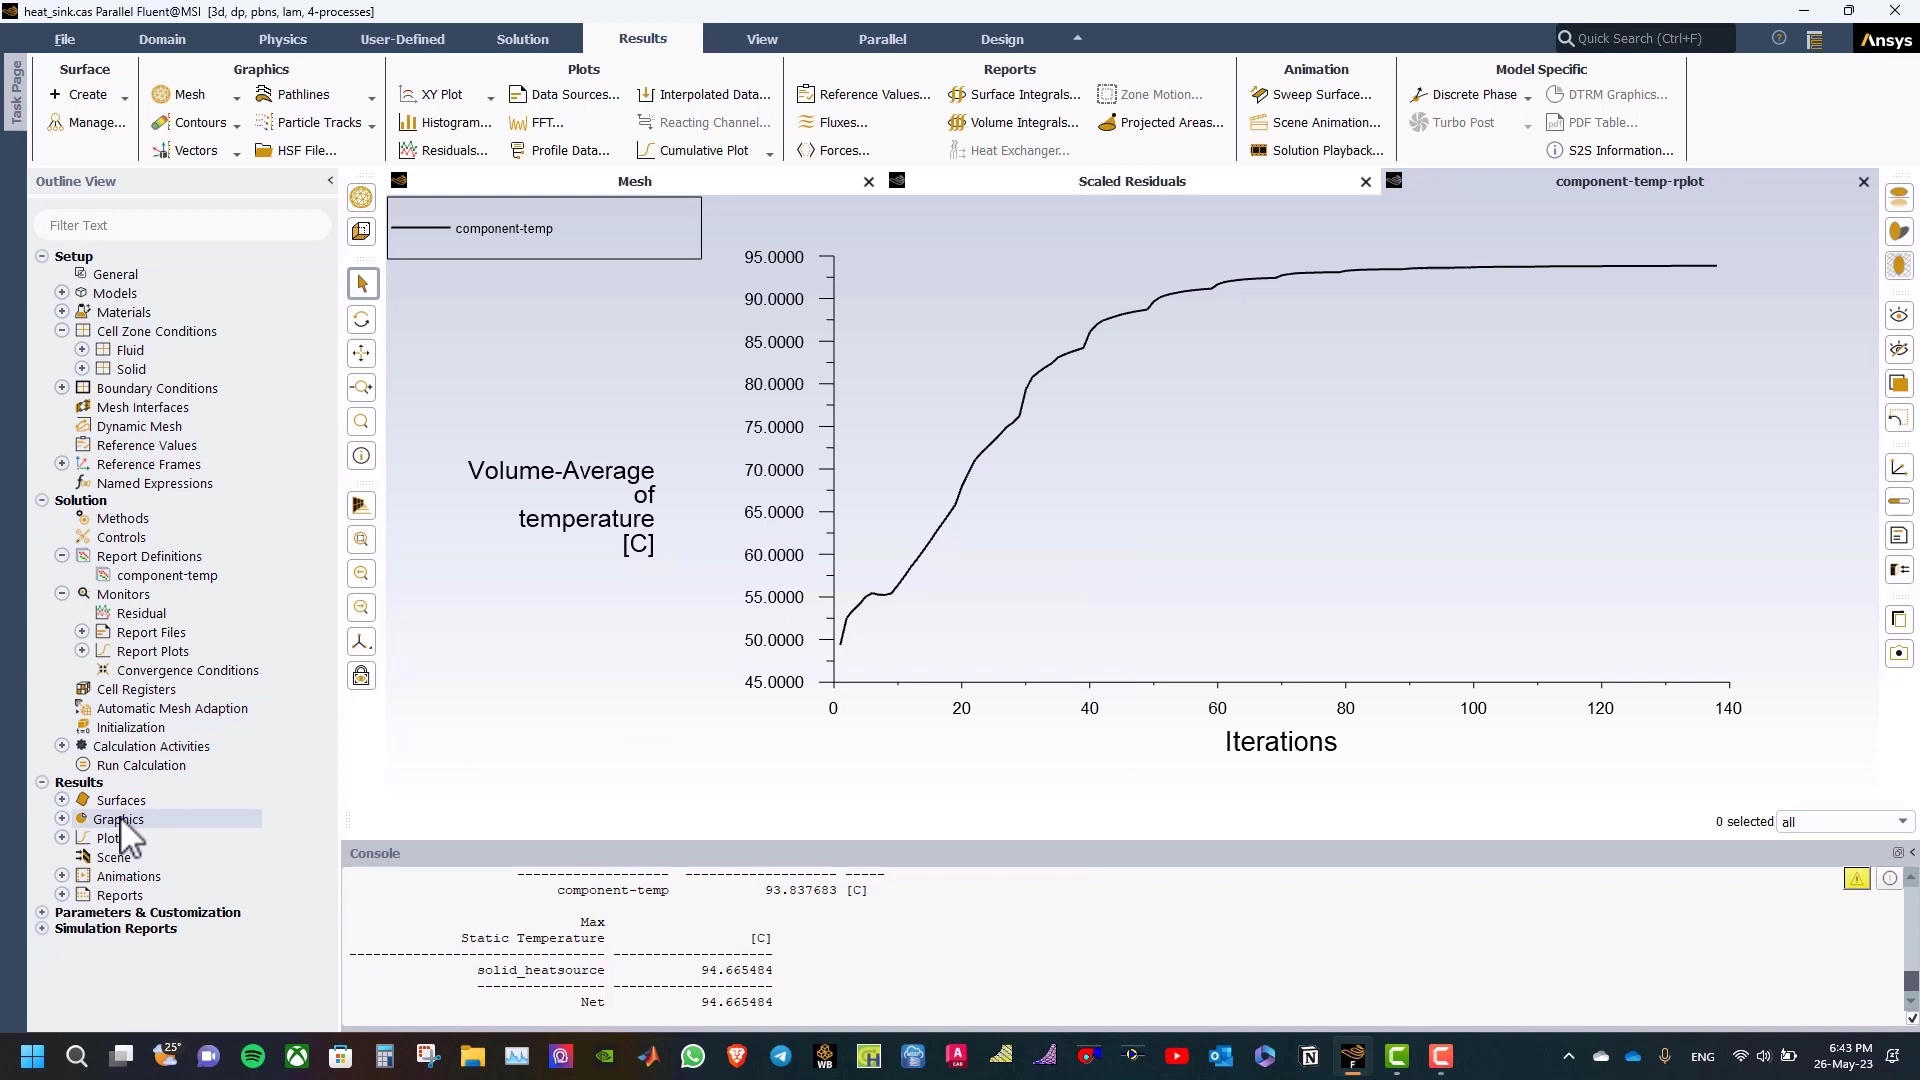 heat_sink.cas Parallel Fluent@MSI [3d, dp, pbns, lam, 4-processes]
File Domain Physics User-Defined Solution Results View Parallel Design
Quick Search (Ctrl+F)
Ansys
Task Page
Surface
Create
Manage...
Graphics
Mesh Pathlines
Contours Particle Tracks
Vectors HSF File...
Plots
XY Plot Data Sources... Interpolated Data...
Histogram... FFT... Reacting Channel...
Residuals... Profile Data... Cumulative Plot
Reports
Reference Values... Surface Integrals... Zone Motion...
Fluxes... Volume Integrals... Projected Areas...
Forces... Heat Exchanger...
Animation
Sweep Surface...
Scene Animation...
Solution Playback...
Model Specific
Discrete Phase DTRM Graphics...
Turbo Post PDF Table...
S2S Information...
Outline View
Filter Text
Setup
General
Models
Materials
Cell Zone Conditions
Fluid
Solid
Boundary Conditions
Mesh Interfaces
Dynamic Mesh
Reference Values
Reference Frames
Named Expressions
Solution
Methods
Controls
Report Definitions
component-temp
Monitors
Residual
Report Files
Report Plots
Convergence Conditions
Cell Registers
Automatic Mesh Adaption
Initialization
Calculation Activities
Run Calculation
Results
Surfaces
Graphics
Plot
Scene
Animations
Reports
Parameters & Customization
Simulation Reports
Mesh
Scaled Residuals
component-temp-rplot
component-temp
Volume-Average
of
temperature
[C]
95.0000
90.0000
85.0000
80.0000
75.0000
70.0000
65.0000
60.0000
55.0000
50.0000
45.0000
0 20 40 60 80 100 120 140
Iterations
0 selected all
Console
------------------ ------------------ -----
component-temp 93.837683 [C]
Max
Static Temperature [C]
-------------------------------- --------------------
solid_heatsource 94.665484
---------------- --------------------
Net 94.665484
25°
WB
ENG
6:43 PM
26-May-23